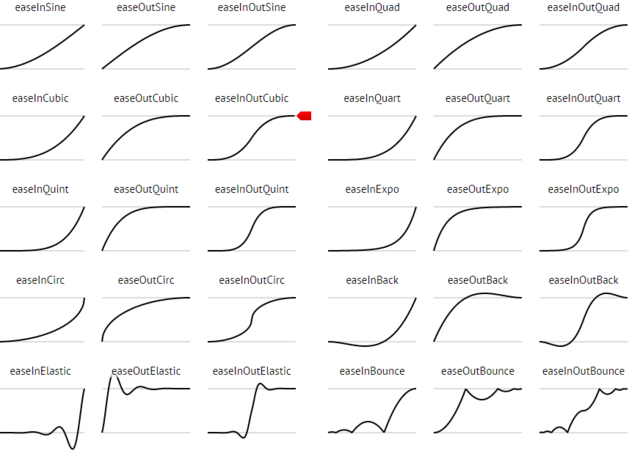 easeInSine easeOutSine easeInOutSine easeInQuad easeOutQuad easeInOutQuad
easeInCubic easeOutCubic easeInOutCubic easeInQuart easeOutQuart easeInOutQuart
easeInQuint easeOutQuint easeInOutQuint easeInExpo easeOutExpo easeInOutExpo
easeInCirc easeOutCirc easeInOutCirc easeInBack easeOutBack easeInOutBack
easeInElastic easeOutElastic easeInOutElastic easeInBounce easeOutBounce easeInOutBounce